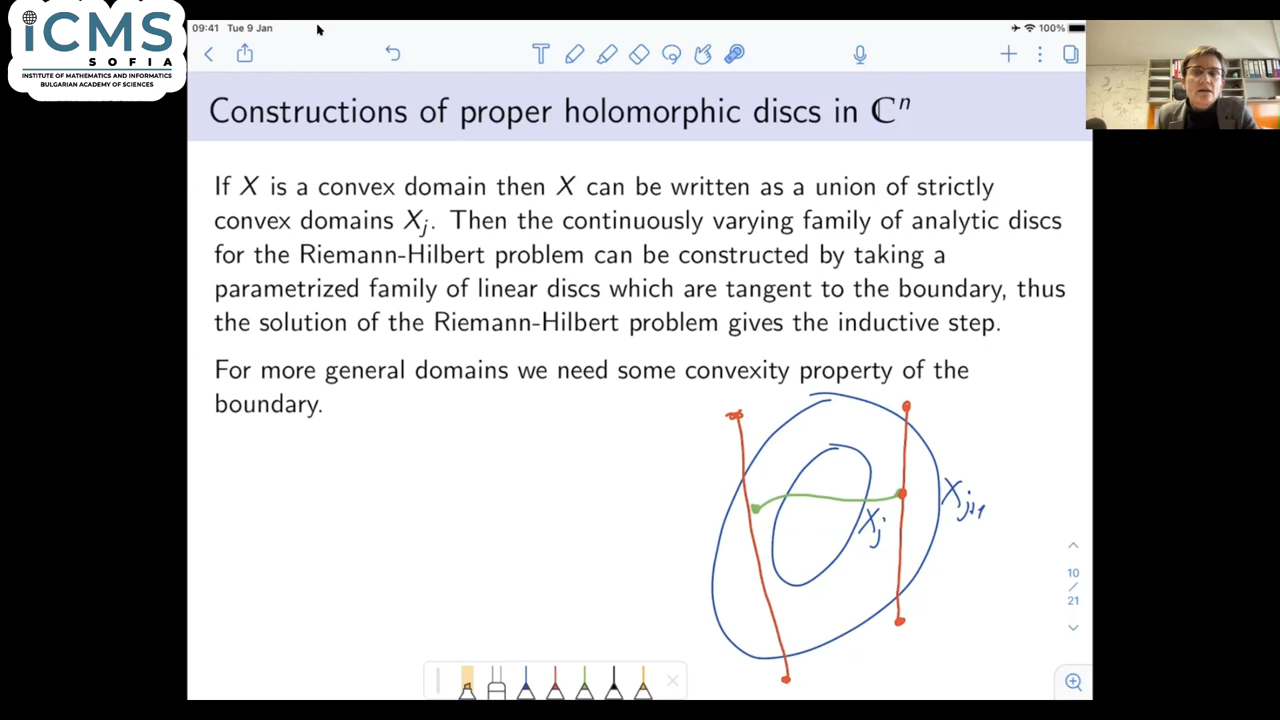 iCMS
SOFIA
INSTITUTE OF MATHEMATICS AND INFORMATICS
BULGARIAN ACADEMY OF SCIENCES
09:41 Tue 9 Jan
100%
Constructions of proper holomorphic discs in ℂⁿ
If X is a convex domain then X can be written as a union of strictly
convex domains Xⱼ. Then the continuously varying family of analytic discs
for the Riemann-Hilbert problem can be constructed by taking a
parametrized family of linear discs which are tangent to the boundary, thus
the solution of the Riemann-Hilbert problem gives the inductive step.
For more general domains we need some convexity property of the
boundary.
Xⱼ₊₁
Xⱼ
10
/
21